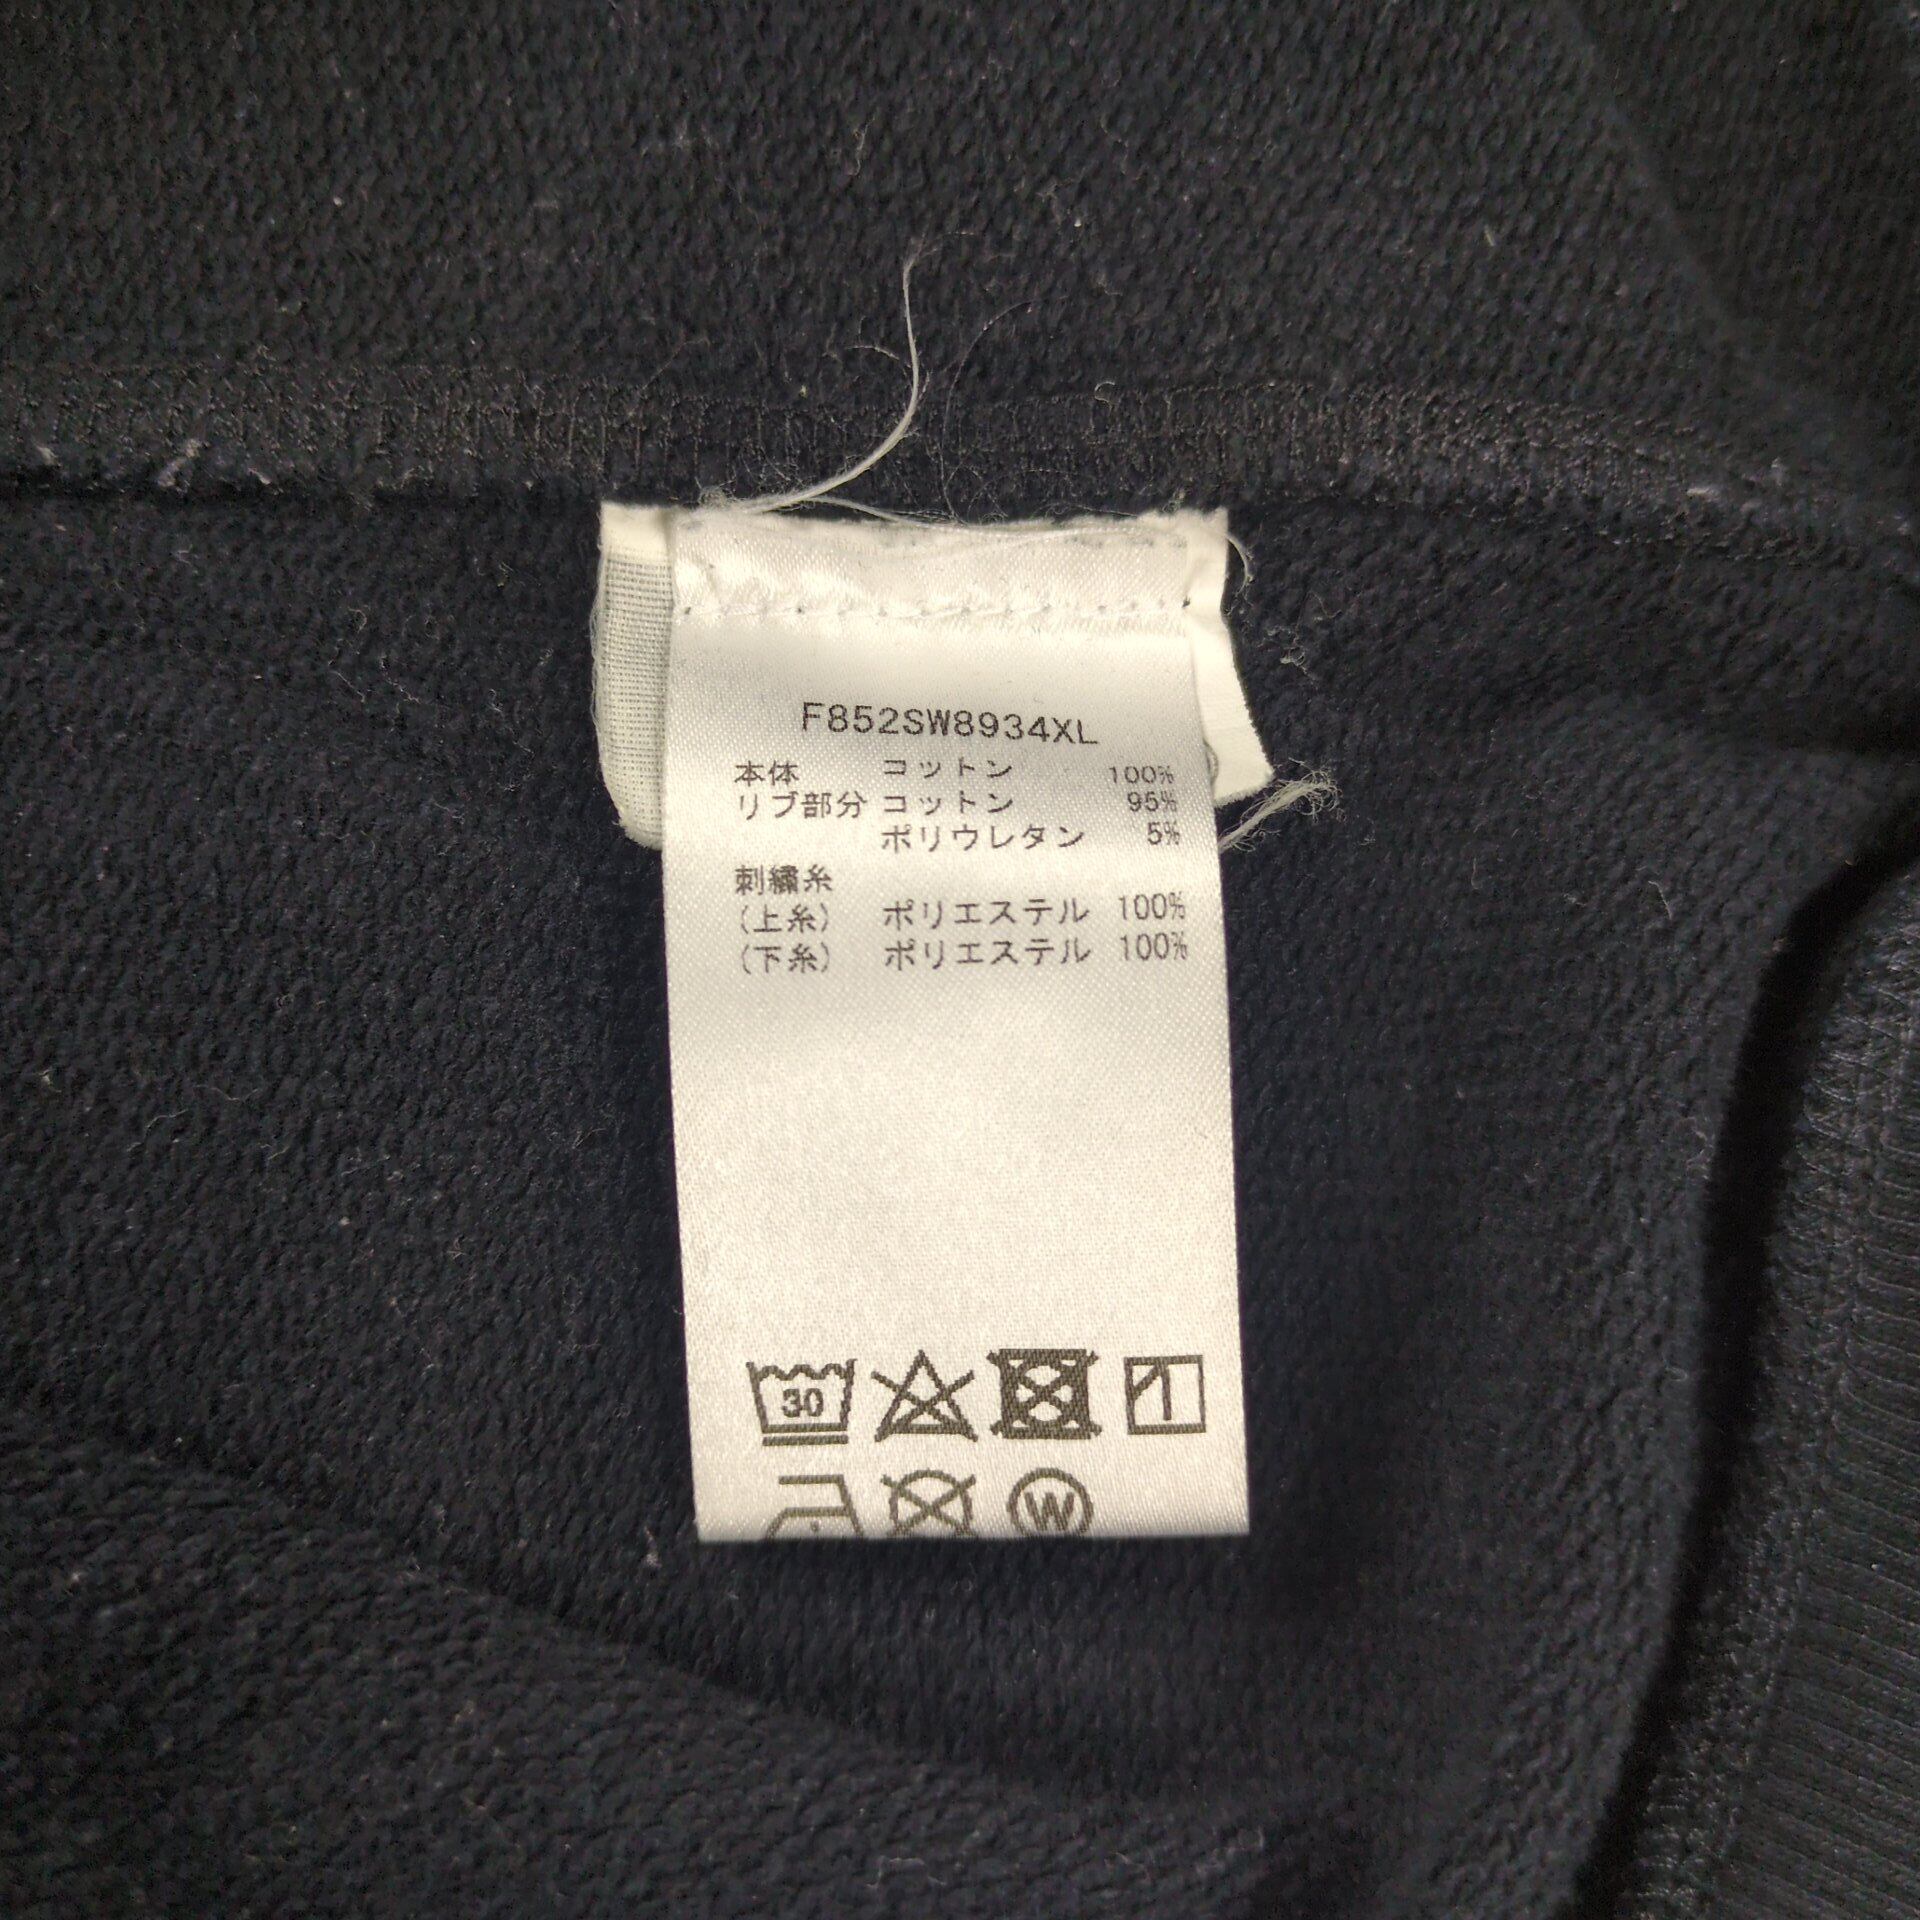 F852SW8934XL
本体 コットン 100%
リブ部分 コットン 95%
ポリウレタン 5%
刺繍糸
(上糸) ポリエステル 100%
(下糸) ポリエステル 100%
30
W